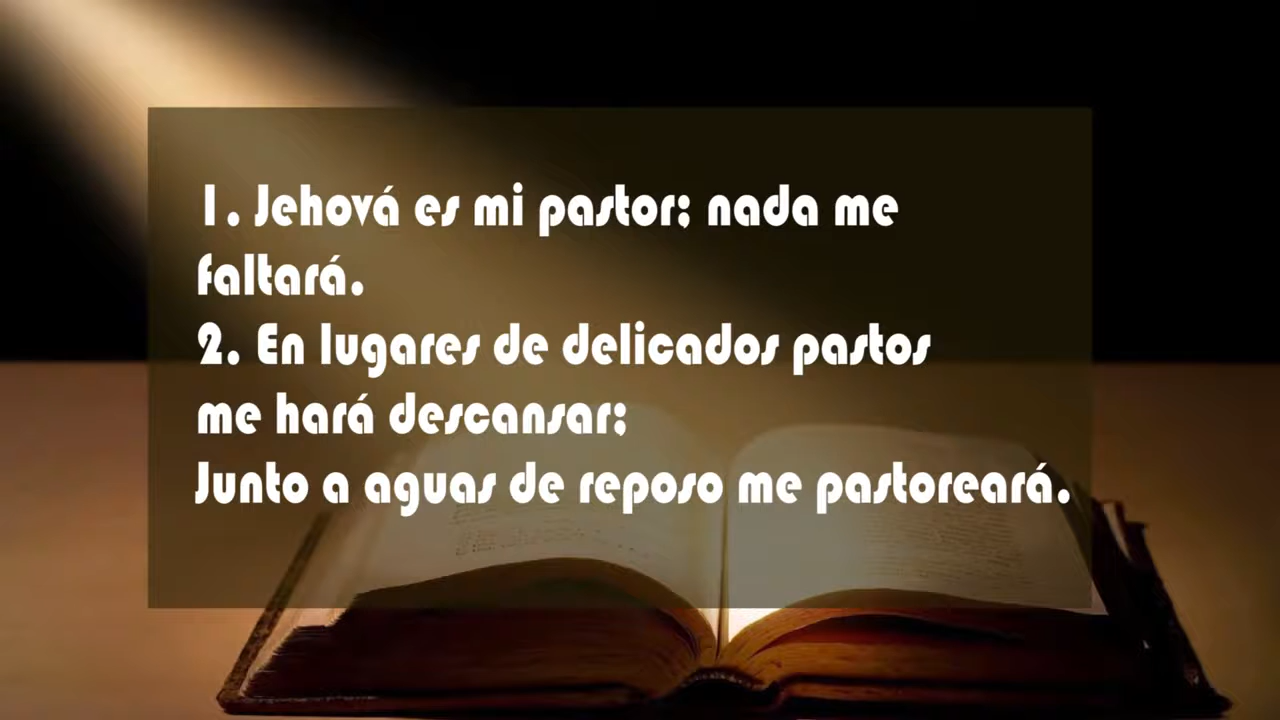 1. Jehová es mi pastor; nada me
faltará.
2. En lugares de delicados pastos
me hará descansar;
Junto a aguas de reposo me pastoreará.